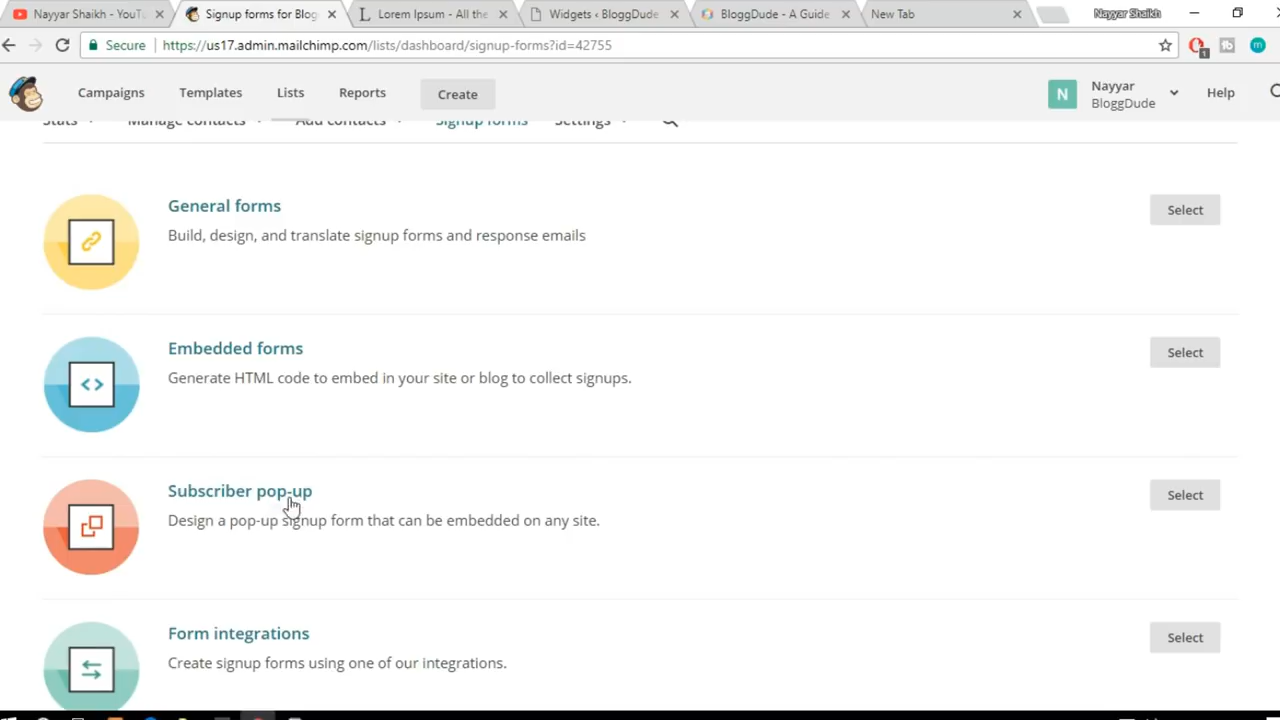 Nayyar Shaikh - YouTu
Signup forms for Blog
Lorem Ipsum - All the
Widgets ‹ BloggDude
BloggDude - A Guide
New Tab
Nayyar Shaikh
Secure
https://us17.admin.mailchimp.com/lists/dashboard/signup-forms?id=42755
1
tb
m
Campaigns
Templates
Lists
Reports
Create
N
Nayyar
BloggDude
Help
Stats
Manage contacts
Add contacts
Signup forms
Settings
General forms
Build, design, and translate signup forms and response emails
Select
Embedded forms
Generate HTML code to embed in your site or blog to collect signups.
Select
Subscriber pop-up
Design a pop-up signup form that can be embedded on any site.
Select
Form integrations
Create signup forms using one of our integrations.
Select